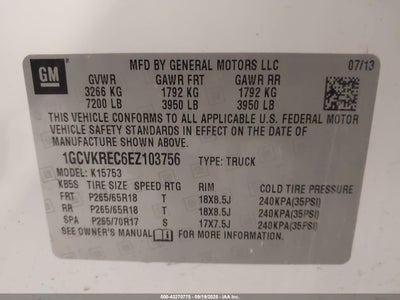 GM
MFD BY GENERAL MOTORS LLC
07/13
GVWR GAWR FRT GAWR RR
3266 KG 1792 KG 1792 KG
7200 LB 3950 LB 3950 LB
THIS VEHICLE CONFORMS TO ALL APPLICABLE U.S. FEDERAL MOTOR
VEHICLE SAFETY STANDARDS IN EFFECT ON THE DATE OF
MANUFACTURE SHOWN ABOVE.
1GCVKREC6EZ103756 TYPE: TRUCK
MODEL: K15753
KB5S TIRE SIZE SPEED RTG RIM COLD TIRE PRESSURE
FRT P265/65R18 T 18X8.5J 240KPA(35PSI)
RR P265/65R18 T 18X8.5J 240KPA(35PSI)
SPA P265/70R17 S 17X7.5J 240KPA(35PSI)
SEE OWNER'S MANUAL FOR MORE INFORMATION.
600-43270775 - 09/19/2025 - IAA, Inc.